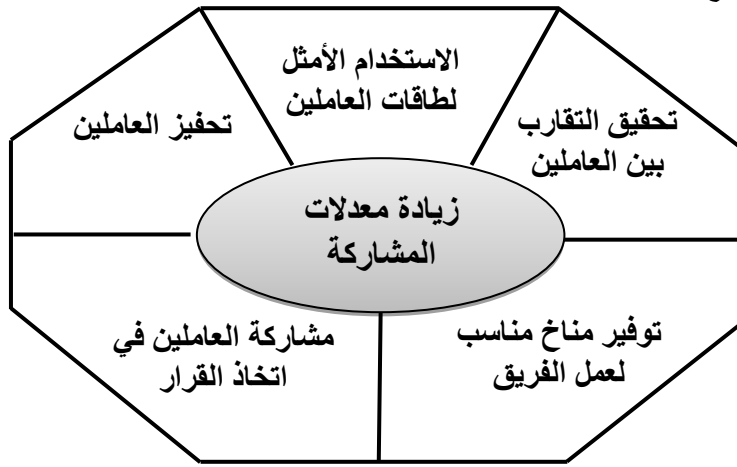 الاستخدام الأمثل
لطاقات العاملين
تحقيق التقارب
بين العاملين
تحفيز العاملين
زيادة معدلات
المشاركة
توفير مناخ مناسب
لعمل الفريق
مشاركة العاملين في
اتخاذ القرار